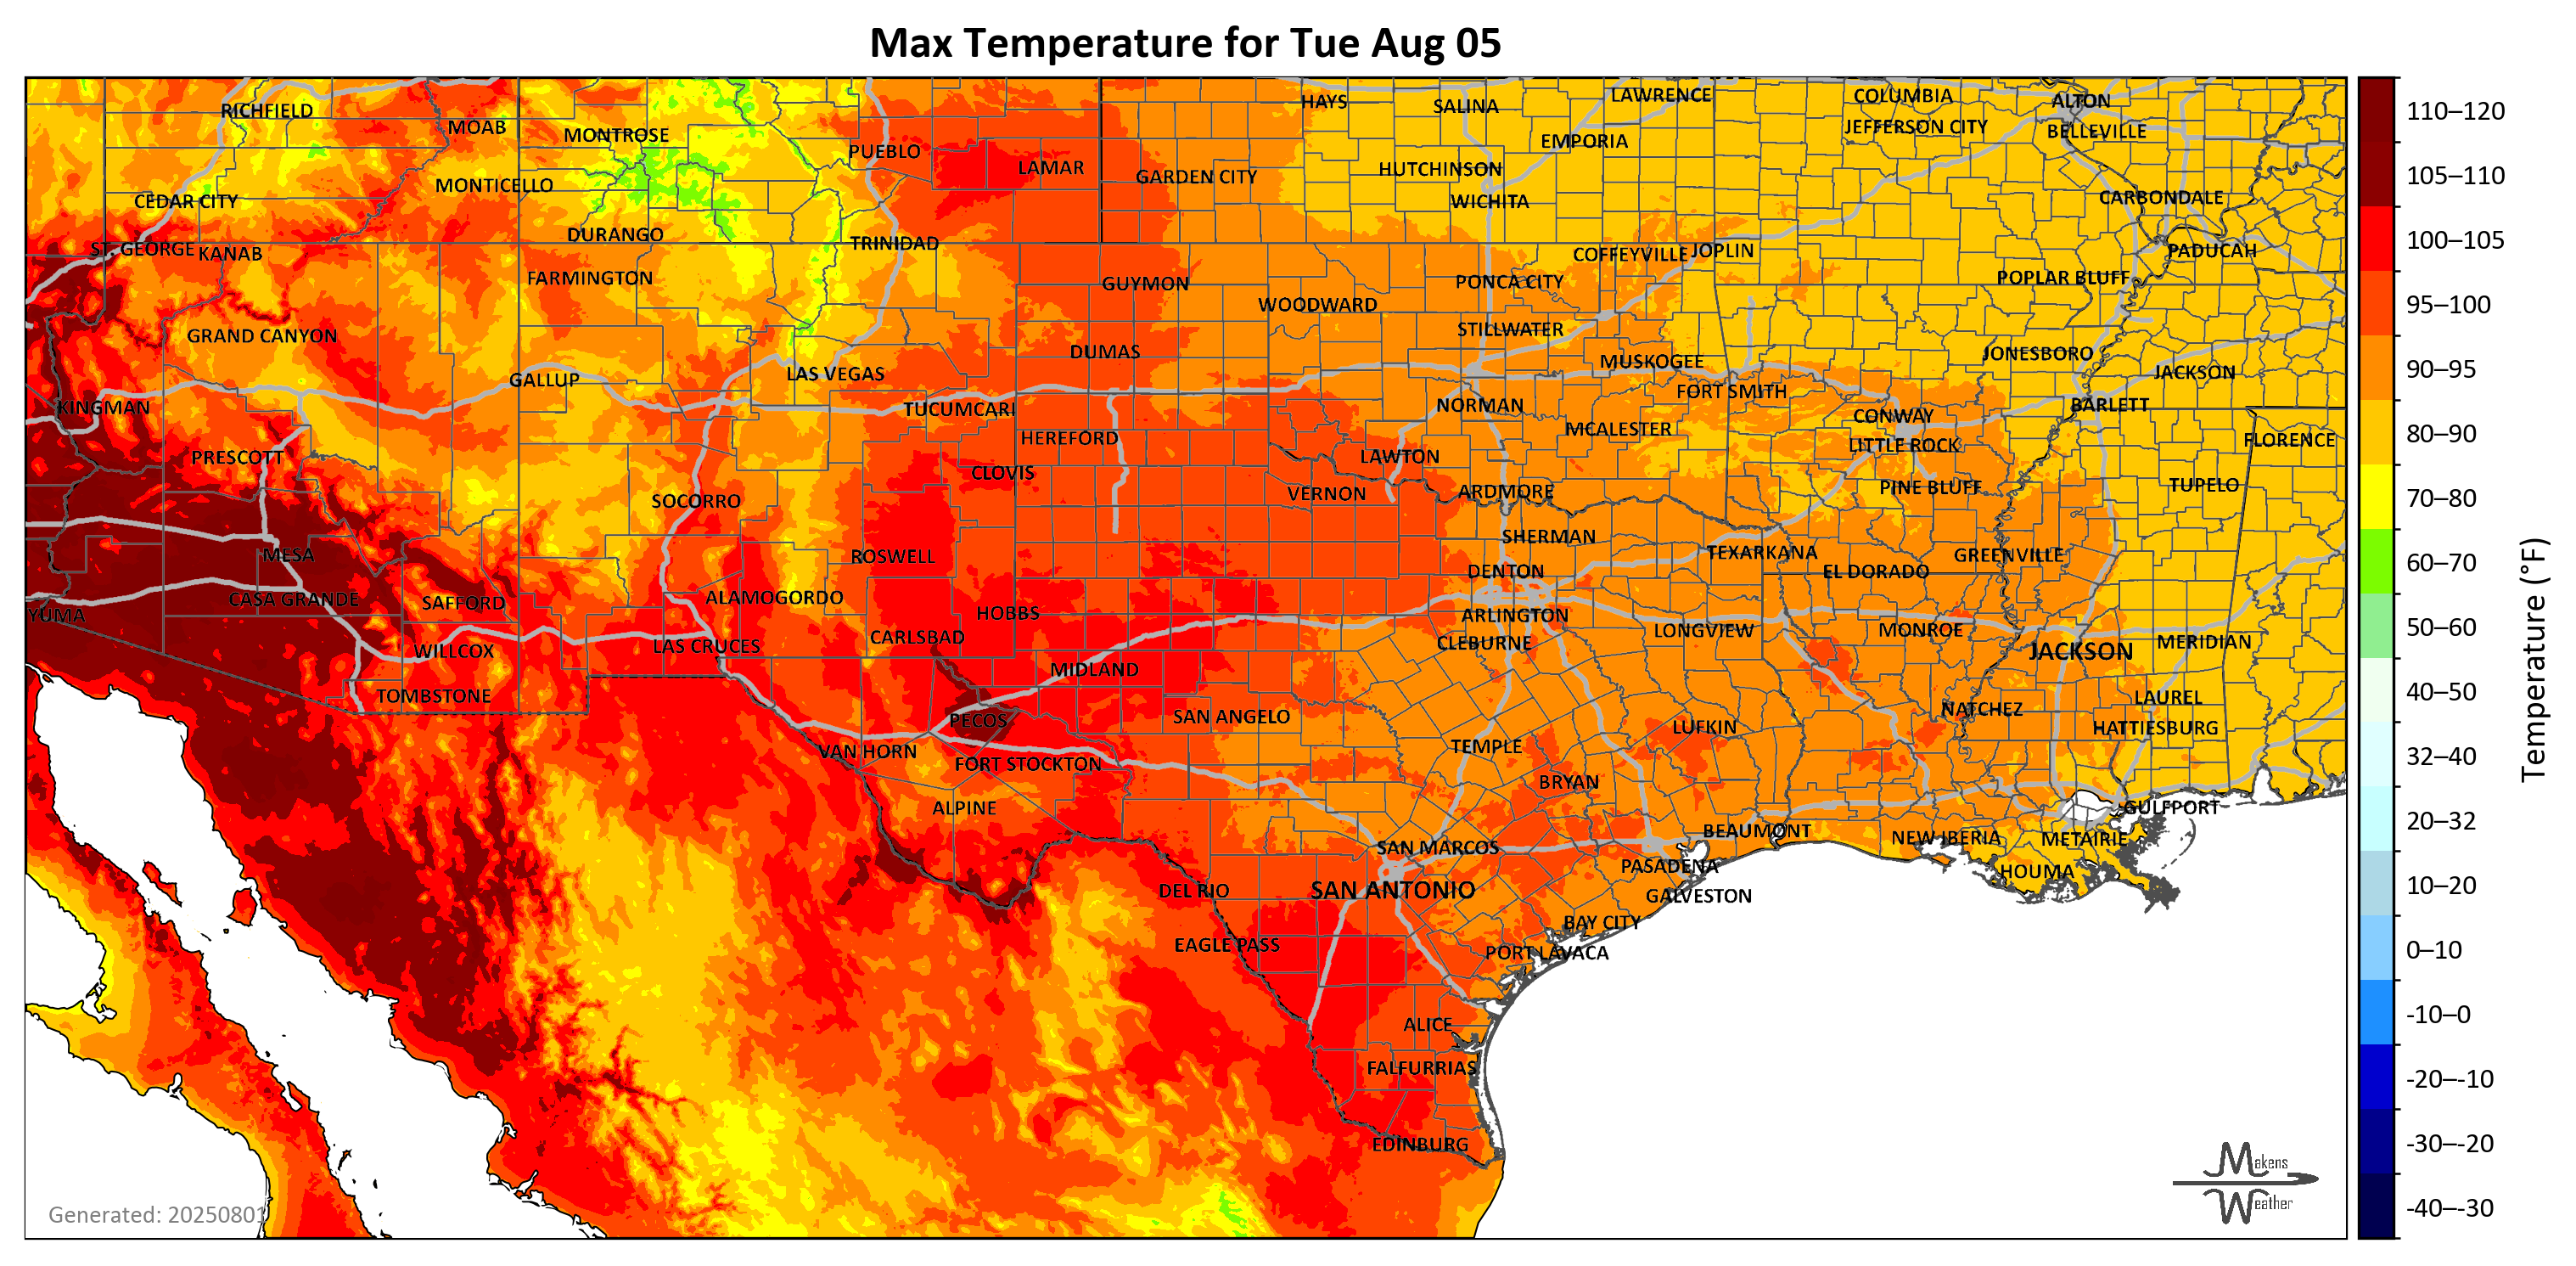 Max Temperature for Tue Aug 05
RICHFIELD
MOAB
MONTROSE
PUEBLO
LAMAR
GARDEN CITY
HAYS
SALINA
LAWRENCE
EMPORIA
HUTCHINSON
WICHITA
COLUMBIA
JEFFERSON CITY
ALTON
BELLEVILLE
CARBONDALE
CEDAR CITY
MONTICELLO
DURANGO
TRINIDAD
ST. GEORGE
KANAB
FARMINGTON
GUYMON
WOODWARD
PONCA CITY
COFFEYVILLE
JOPLIN
POPLAR BLUFF
PADUCAH
GRAND CANYON
GALLUP
LAS VEGAS
DUMAS
STILLWATER
MUSKOGEE
FORT SMITH
JONESBORO
JACKSON
KINGMAN
TUCUMCARI
HEREFORD
NORMAN
MCALESTER
CONWAY
LITTLE ROCK
BARLETT
FLORENCE
PRESCOTT
SOCORRO
CLOVIS
VERNON
LAWTON
ARDMORE
PINE BLUFF
TUPELO
MESA
ROSWELL
SHERMAN
TEXARKANA
GREENVILLE
DENTON
EL DORADO
YUMA
CASA GRANDE
SAFFORD
ALAMOGORDO
HOBBS
ARLINGTON
CLEBURNE
LONGVIEW
MONROE
JACKSON
MERIDIAN
WILLCOX
LAS CRUCES
CARLSBAD
MIDLAND
TOMBSTONE
PECOS
SAN ANGELO
LUFKIN
NATCHEZ
LAUREL
HATTIESBURG
VAN HORN
FORT STOCKTON
TEMPLE
BRYAN
ALPINE
SAN MARCOS
BEAUMONT
NEW IBERIA
METAIRIE
GULFPORT
DEL RIO
SAN ANTONIO
PASADENA
GALVESTON
HOUMA
EAGLE PASS
BAY CITY
PORT LAVACA
ALICE
FALFURRIAS
EDINBURG
Generated: 20250801
Makens
Weather
110–120
105–110
100–105
95–100
90–95
80–90
70–80
60–70
50–60
40–50
32–40
20–32
10–20
0–10
-10–0
-20–-10
-30–-20
-40–-30
Temperature (°F)